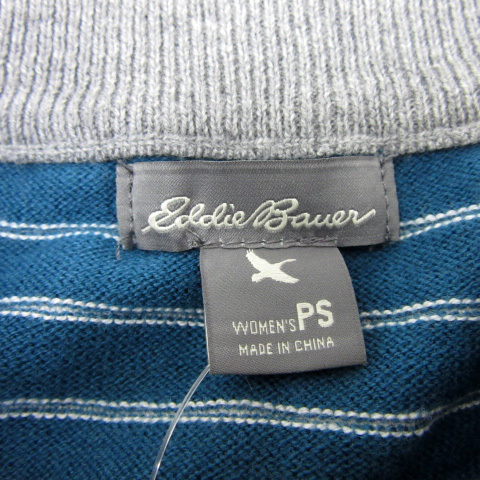 Eddie Bauer
WOMEN'S PS
MADE IN CHINA